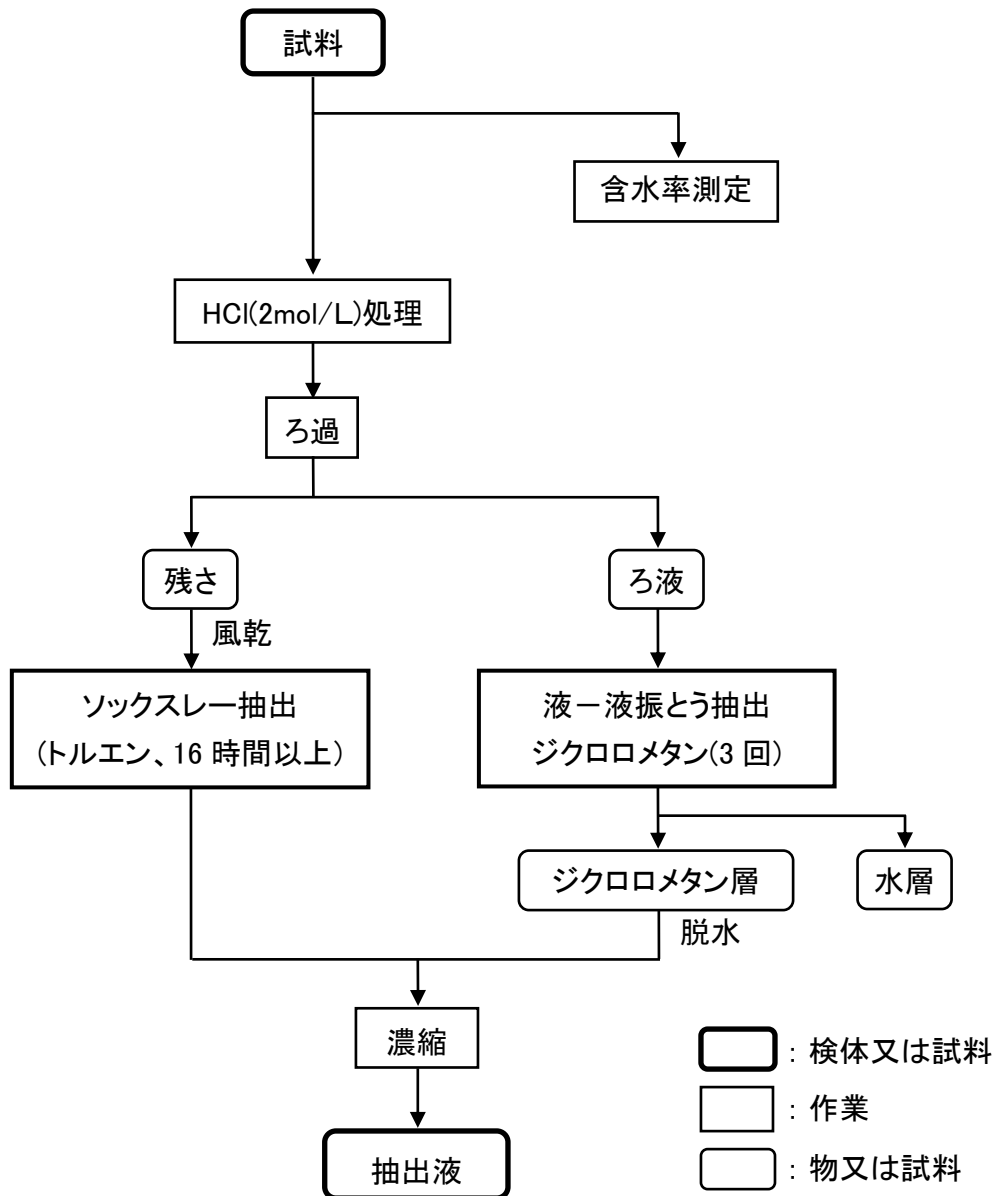 試料
含水率測定
HCl(2mol/L)処理
ろ過
残さ
ろ液
風乾
ソックスレー抽出
(トルエン、16 時間以上)
液－液振とう抽出
ジクロロメタン(3 回)
ジクロロメタン層
水層
脱水
濃縮
抽出液
：検体又は試料
：作業
：物又は試料